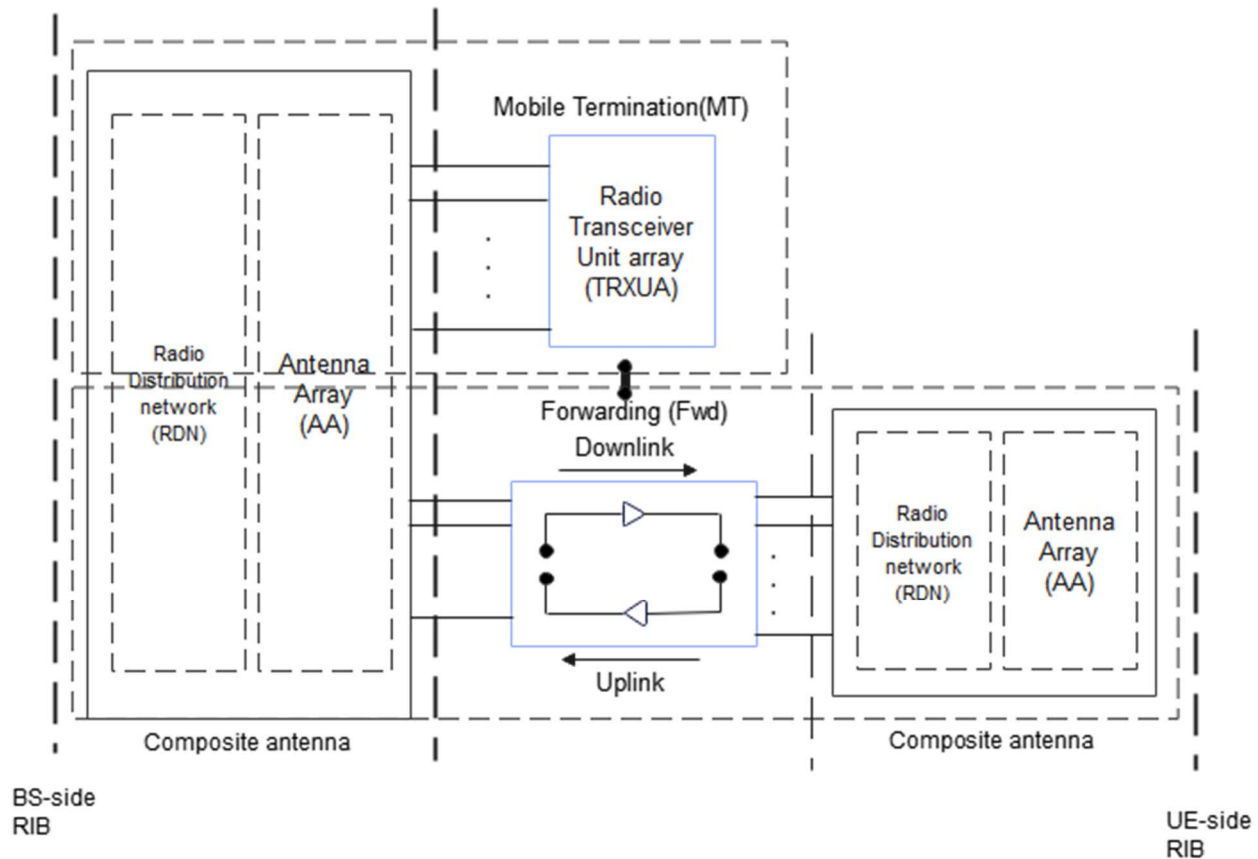 Mobile Termination(MT)
Radio
Transceiver
Unit array
(TRXUA)
Radio
Distribution
network
(RDN)
Antenna
Array
(AA)
Forwarding (Fwd)
Downlink
Uplink
Radio
Distribution
network
(RDN)
Antenna
Array
(AA)
Composite antenna
Composite antenna
BS-side
RIB
UE-side
RIB